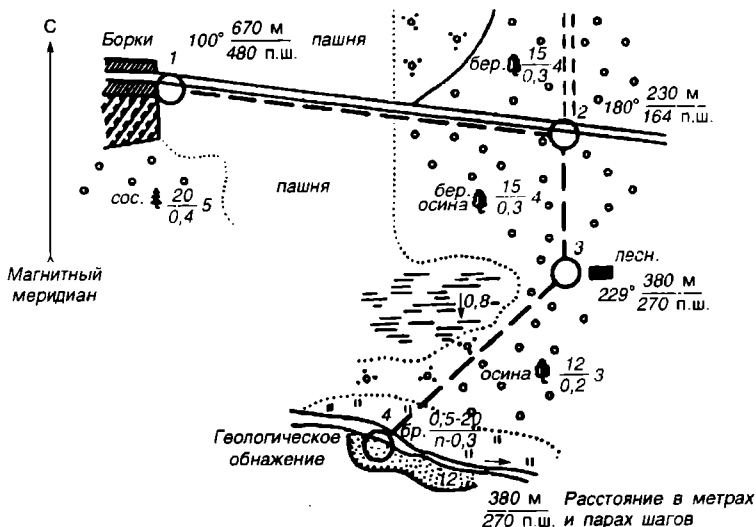 С
Борки
1
100° 670 м
480 п.ш.
пашня
бер. 15 4
0,3
2
180° 230 м
164 п.ш.
сос. 20 5
0,4
пашня
бер.
осина 15 4
0,3
3
лесн.
229° 380 м
270 п.ш.
Магнитный
меридиан
0,8
осина 12 3
0,2
4
бр. 0,5-20
п-0,3
Геологическое
обнажение
12
380 м Расстояние в метрах
270 п.ш. и парах шагов